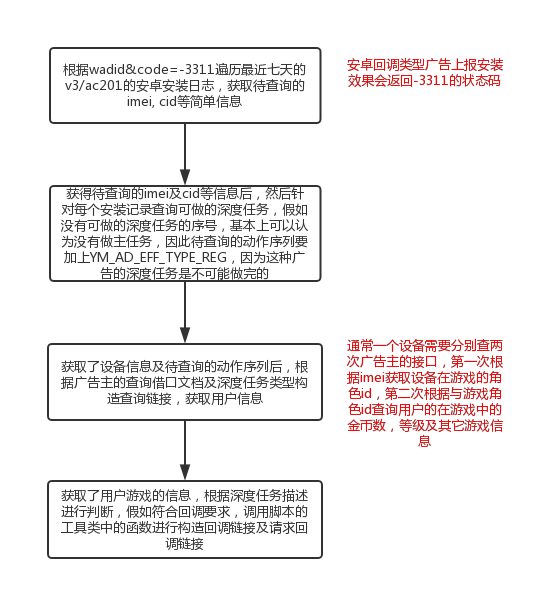 根据wadid&code=-3311遍历最近七天的
v3/ac201的安卓安装日志，获取待查询的
imei, cid等简单信息
安卓回调类型广告上报安装
效果会返回-3311的状态码
获得待查询的imei及cid等信息后，然后针
对每个安装记录查询可做的深度任务，假如
没有可做的深度任务的序号，基本上可以认
为没有做主任务，因此待查询的动作序列要
加上YM_AD_EFF_TYPE_REG，因为这种广
告的深度任务是不可能做完的
获取了设备信息及待查询的动作序列后，根
据广告主的查询借口文档及深度任务类型构
造查询链接，获取用户信息
通常一个设备需要分别查两
次广告主的接口，第一次根
据imei获取设备在游戏的角
色id，第二次根据与游戏角
色id查询用户的在游戏中的
金币数，等级及其它游戏信
息
获取了用户游戏的信息，根据深度任务描述
进行判断，假如符合回调要求，调用脚本的
工具类中的函数进行构造回调链接及请求回
调链接